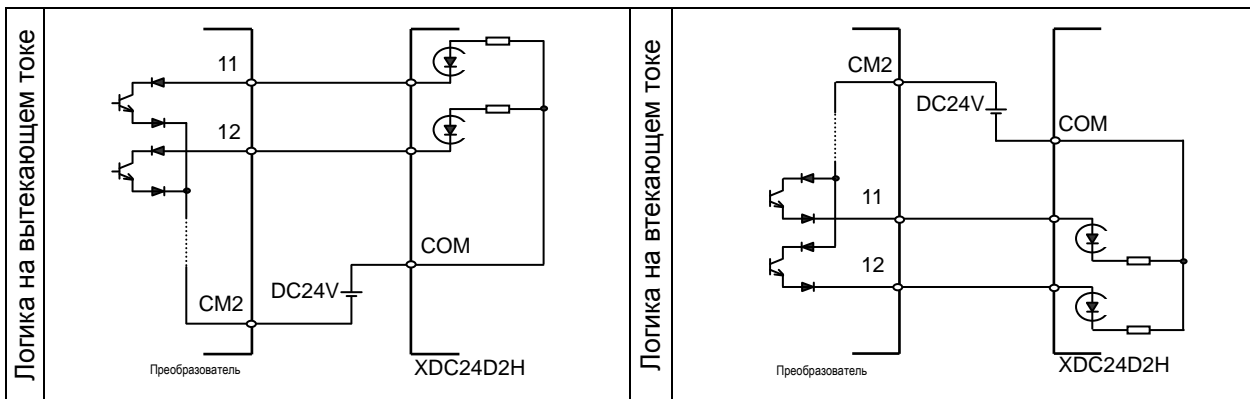 Логика на вытекающем токе
11
12
COM
DC24V
CM2
Преобразователь
XDC24D2H
Логика на втекающем токе
CM2
DC24V
COM
11
12
Преобразователь
XDC24D2H